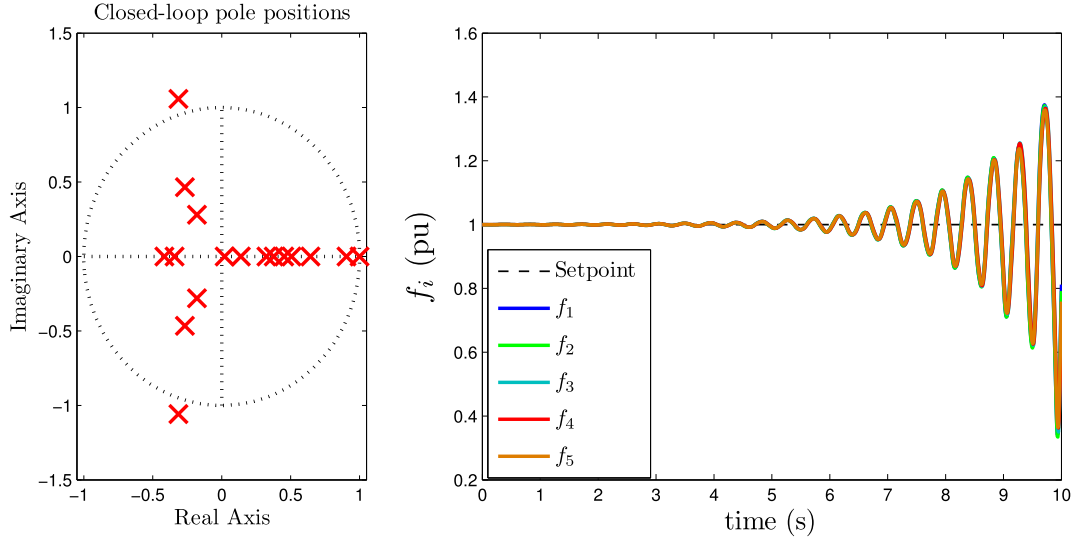 Closed-loop pole positions
1.5
1
0.5
0
−0.5
−1
−1.5
−1
−0.5
0
0.5
1
Imaginary Axis
Real Axis
1.6
1.4
1.2
1
0.8
0.6
0.4
0.2
0
1
2
3
4
5
6
7
8
9
10
f_i (pu)
time (s)
Setpoint
f_1
f_2
f_3
f_4
f_5